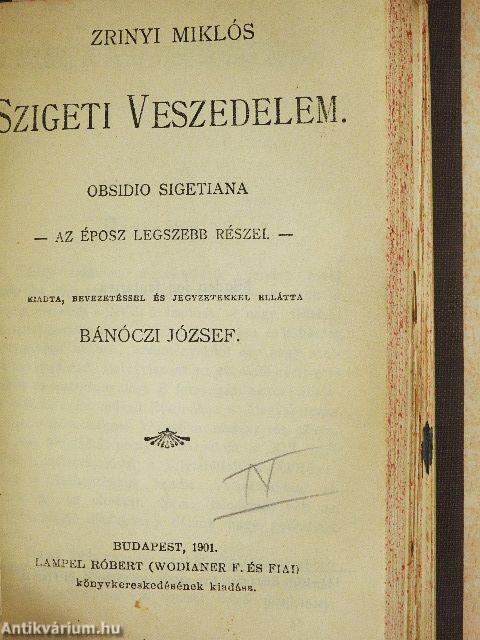 ZRINYI MIKLÓS
SZIGETI VESZEDELEM.
OBSIDIO SIGETIANA
— AZ ÉPOSZ LEGSZEBB RÉSZEI. —
KIADTA, BEVEZETÉSSEL ÉS JEGYZETEKKEL ELLÁTTA
BÁNÓCZI JÓZSEF.
IV
BUDAPEST, 1901.
LAMPEL RÓBERT (WODIANER F. ÉS FIAI)
könyvkereskedésének kiadása.
Antikvárium.hu